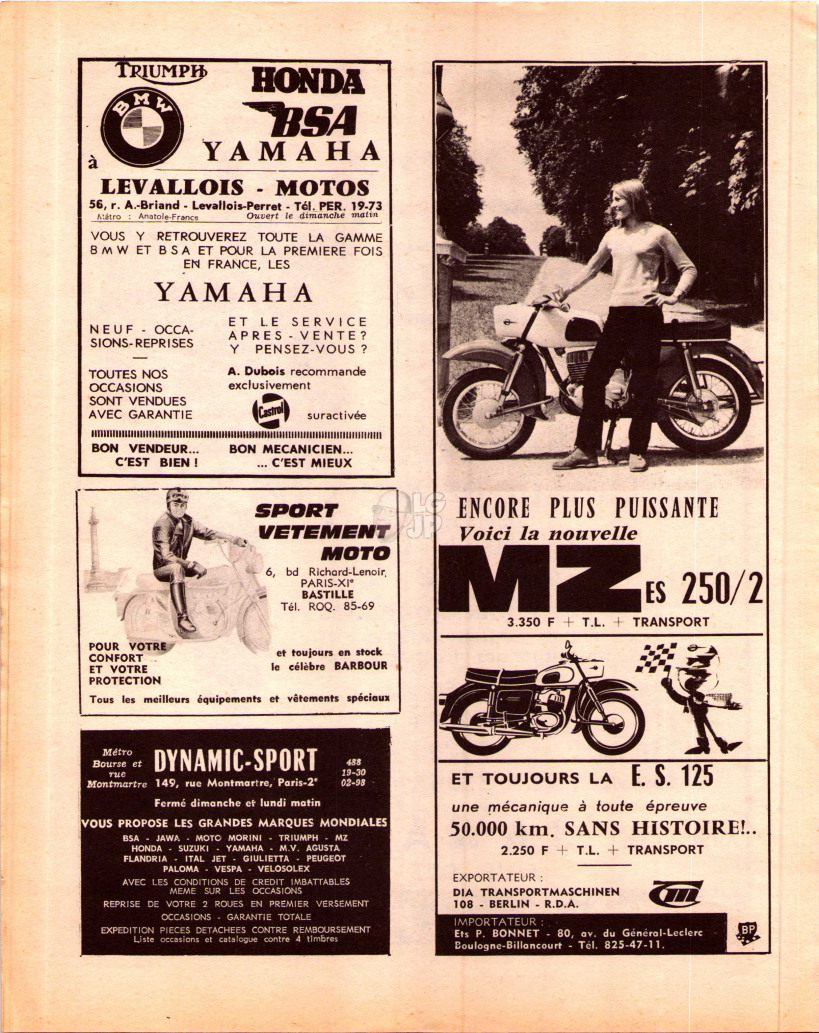 TRIUMPH
HONDA
BMW
BSA
à YAMAHA
LEVALLOIS - MOTOS
56, r. A.-Briand - Levallois-Perret - Tél. PER. 19-73
Métro : Anatole-France Ouvert le dimanche matin
VOUS Y RETROUVEREZ TOUTE LA GAMME
BMW ET BSA ET POUR LA PREMIERE FOIS
EN FRANCE, LES
YAMAHA
NEUF - OCCA-
SIONS-REPRISES
—
TOUTES NOS
OCCASIONS
SONT VENDUES
AVEC GARANTIE
ET LE SERVICE
APRES-VENTE?
Y PENSEZ-VOUS ?
A. Dubois recommande
exclusivement
Castrol suractivée
BON VENDEUR...
C'EST BIEN !
BON MECANICIEN...
... C'EST MIEUX
SPORT
VETEMENT
MOTO
6, bd Richard-Lenoir,
PARIS-XIe
BASTILLE
Tél. ROQ. 85-69
POUR VOTRE
CONFORT
ET VOTRE
PROTECTION
et toujours en stock
le célèbre BARBOUR
Tous les meilleurs équipements et vêtements spéciaux
Métro
Bourse et
rue
Montmartre
DYNAMIC-SPORT
149, rue Montmartre, Paris-2e
488
19-30
02-98
Fermé dimanche et lundi matin
VOUS PROPOSE LES GRANDES MARQUES MONDIALES
BSA - JAWA - MOTO MORINI - TRIUMPH - MZ
HONDA - SUZUKI - YAMAHA - M.V. AGUSTA
FLANDRIA - ITAL JET - GIULIETTA - PEUGEOT
PALOMA - VESPA - VELOSOLEX
AVEC LES CONDITIONS DE CREDIT IMBATTABLES
MEME SUR LES OCCASIONS
REPRISE DE VOTRE 2 ROUES EN PREMIER VERSEMENT
OCCASIONS - GARANTIE TOTALE
EXPEDITION PIECES DETACHEES CONTRE REMBOURSEMENT
Liste occasions et catalogue contre 4 timbres
LG
JP
ENCORE PLUS PUISSANTE
Voici la nouvelle
MZ ES 250/2
3.350 F + T.L. + TRANSPORT
ET TOUJOURS LA E. S. 125
une mécanique à toute épreuve
50.000 km. SANS HISTOIRE!..
2.250 F + T.L. + TRANSPORT
EXPORTATEUR :
DIA TRANSPORTMASCHINEN
108 - BERLIN - R.D.A.
IMPORTATEUR :
Ets P. BONNET - 80, av. du Général-Leclerc
Boulogne-Billancourt - Tél. 825-47-11.
BP